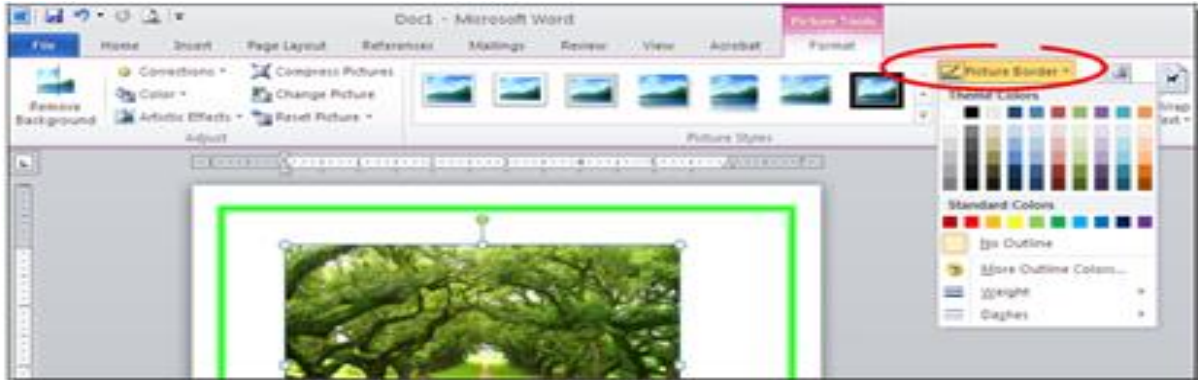 Doc1 - Microsoft Word
Picture Tools
File Home Insert Page Layout References Mailings Review View Acrobat Format
Corrections
Compress Pictures
Picture Border
Color
Change Picture
Remove Background
Artistic Effects
Reset Picture
Wrap Text
Adjust
Picture Styles
Theme Colors
Standard Colors
No Outline
More Outline Colors...
Weight
Dashes